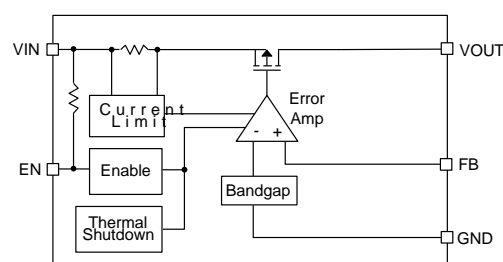 VIN
VOUT
Current
Limit
Error
Amp
- +
EN
Enable
FB
Bandgap
Thermal
Shutdown
GND